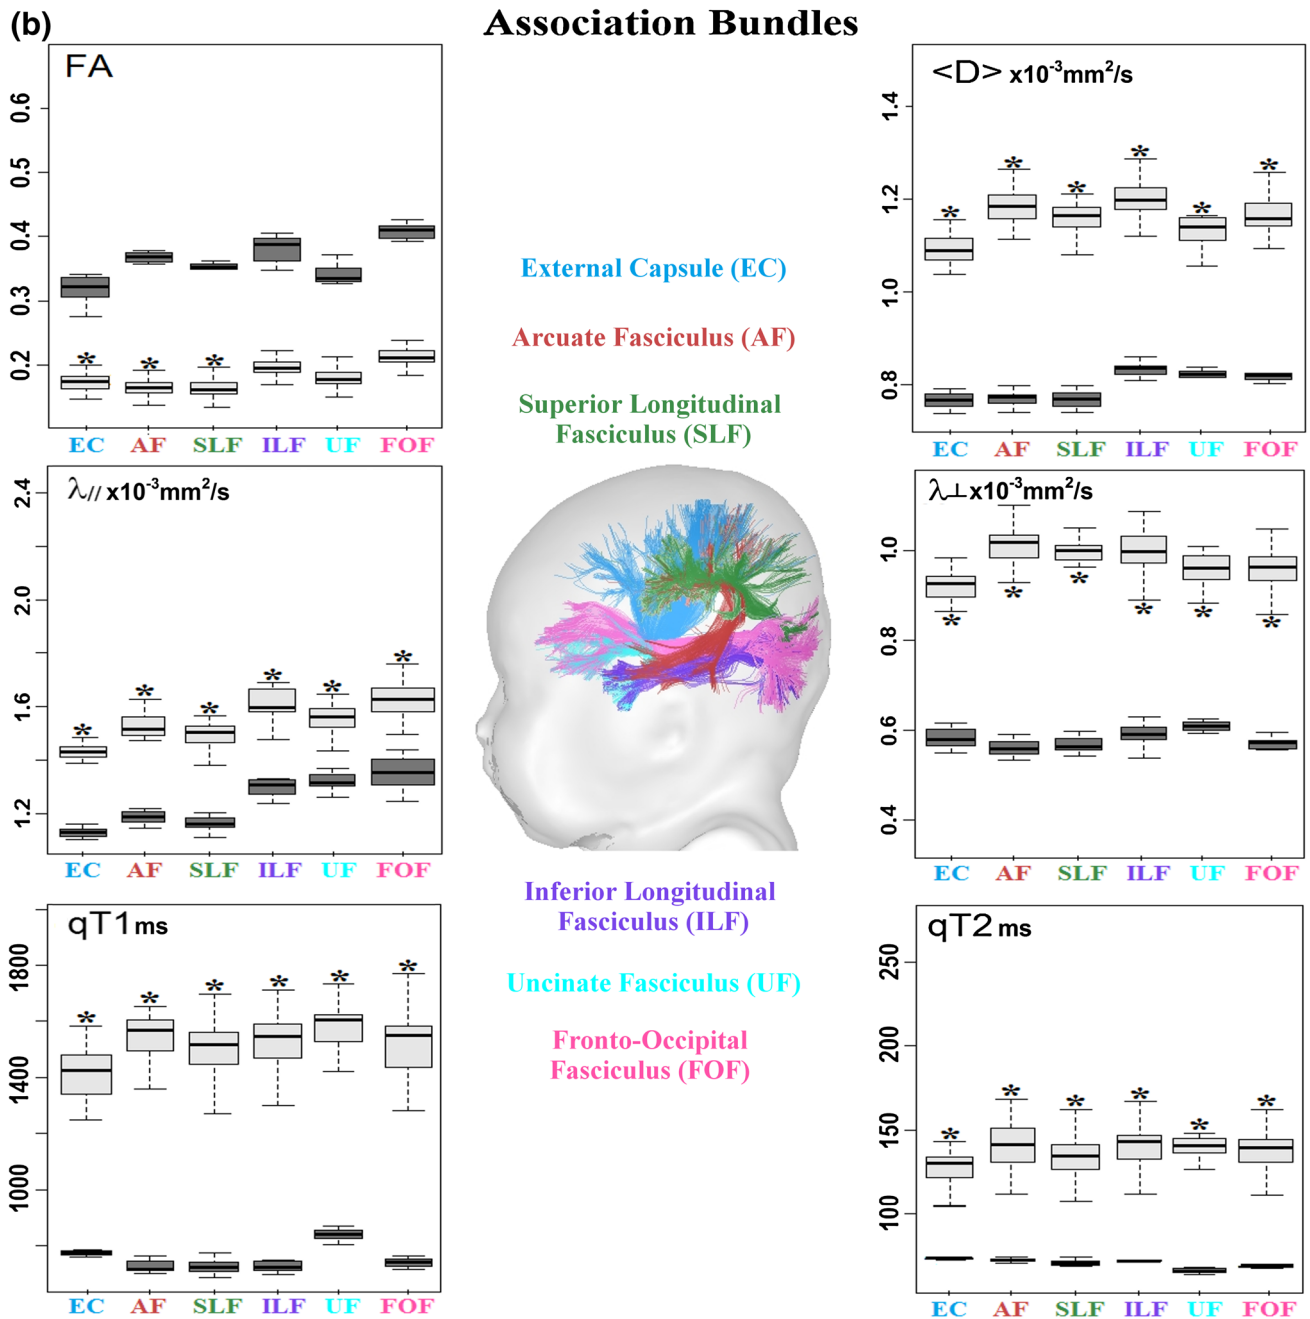 (b)
Association Bundles
FA
0.6
0.5
0.4
0.3
0.2
* * *
EC AF SLF ILF UF FOF
<D> x10⁻³mm²/s
1.4
1.2
1.0
0.8
* * * * * *
EC AF SLF ILF UF FOF
External Capsule (EC)
Arcuate Fasciculus (AF)
Superior Longitudinal
Fasciculus (SLF)
λ// x10⁻³mm²/s
2.4
2.0
1.6
1.2
* * * * * *
EC AF SLF ILF UF FOF
λ⊥x10⁻³mm²/s
1.0
0.8
0.6
0.4
* * * * * *
EC AF SLF ILF UF FOF
Inferior Longitudinal
Fasciculus (ILF)
Uncinate Fasciculus (UF)
Fronto-Occipital
Fasciculus (FOF)
qT1 ms
1800
1400
1000
* * * * * *
EC AF SLF ILF UF FOF
qT2 ms
250
200
150
100
* * * * * *
EC AF SLF ILF UF FOF